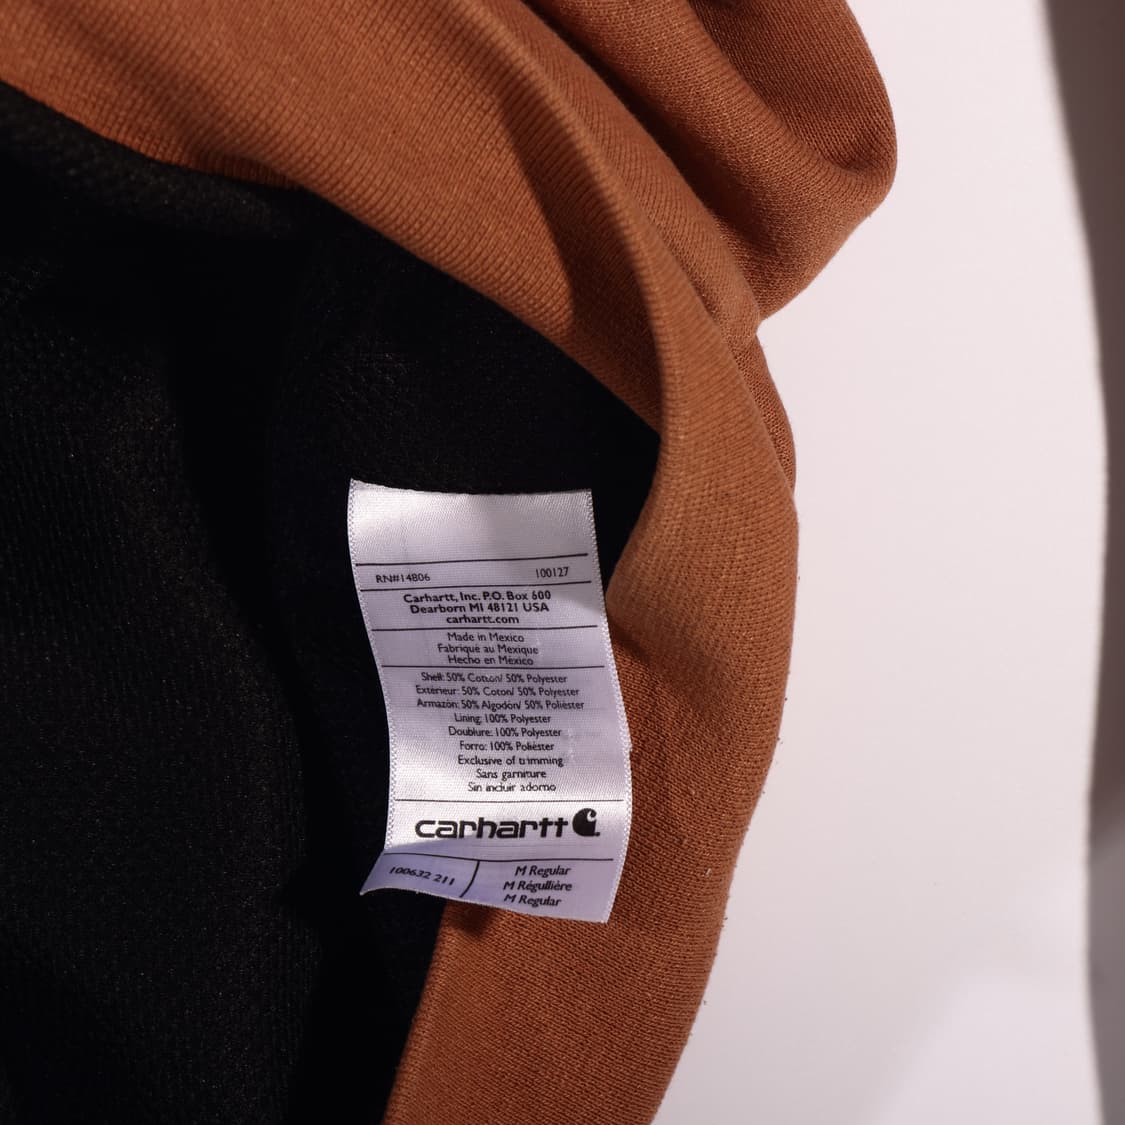 RN#14806 100127
Carhartt, Inc. P.O. Box 600
Dearborn MI 48121 USA
carhartt.com
Made in Mexico
Fabriqué au Mexique
Hecho en México
Shell: 50% Cotton/ 50% Polyester
Extérieur: 50% Coton/ 50% Polyester
Armazón: 50% Algodón/ 50% Poliéster
Lining: 100% Polyester
Doublure: 100% Polyester
Forro: 100% Poliéster
Exclusive of trimming
Sans garniture
Sin incluir adorno
carhartt
100632 211
M Regular
M Régullière
M Regular